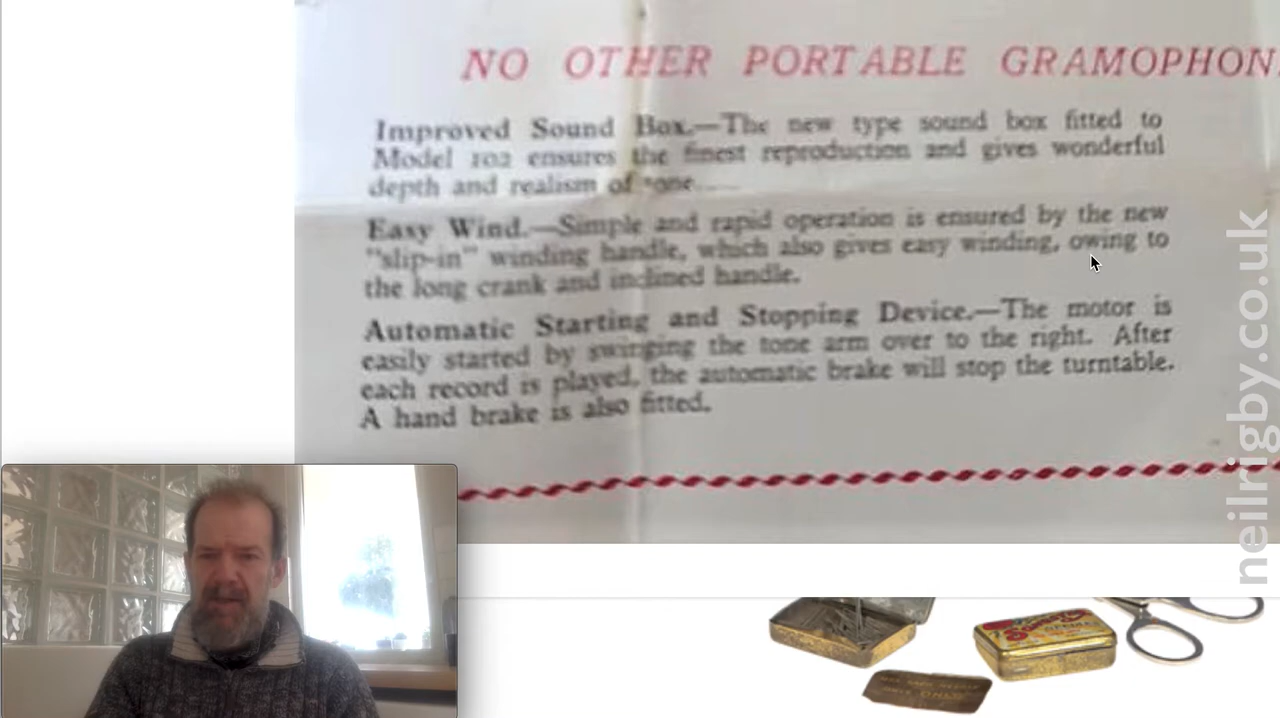 NO OTHER PORTABLE GRAMOPHON
Improved Sound Box.—The new type sound box fitted to
Model 102 ensures the finest reproduction and gives wonderful
depth and realism of tone.
Easy Wind.—Simple and rapid operation is ensured by the new
"slip-in" winding handle, which also gives easy winding, owing to
the long crank and inclined handle.
Automatic Starting and Stopping Device.—The motor is
easily started by swinging the tone arm over to the right. After
each record is played, the automatic brake will stop the turntable.
A hand brake is also fitted.
neilrigby.co.uk
ONLY